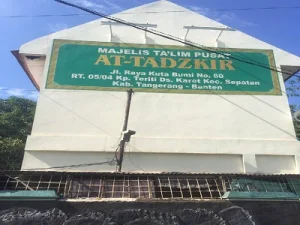 MAJELIS TA'LIM PUSAT
AT-TADZKIR
Jl. Raya Kuta Bumi No. 60
RT. 05/04 Kp. Teriti Ds. Karet Kec. Sepatan
Kab. Tangerang - Banten